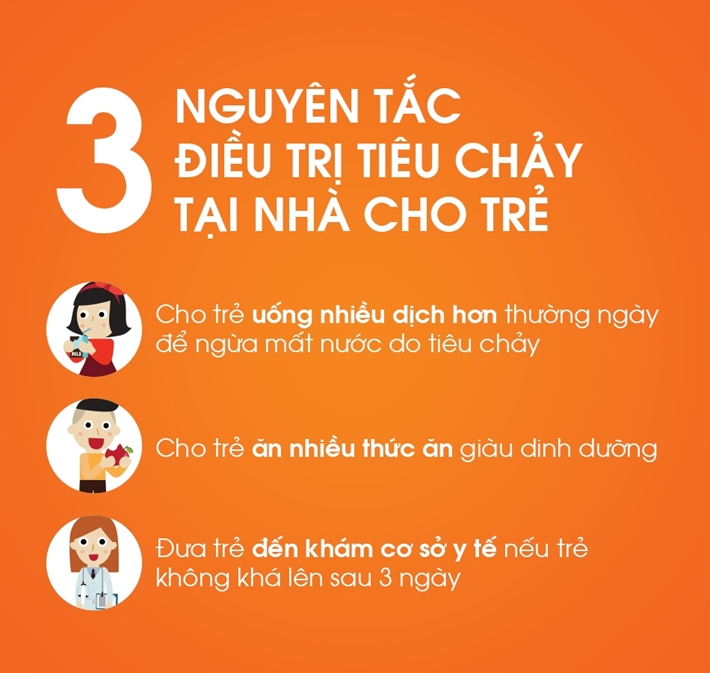 3
NGUYÊN TẮC
ĐIỀU TRỊ TIÊU CHẢY
TẠI NHÀ CHO TRẺ
Cho trẻ uống nhiều dịch hơn thường ngày
để ngừa mất nước do tiêu chảy
MILK
Cho trẻ ăn nhiều thức ăn giàu dinh dưỡng
Đưa trẻ đến khám cơ sở y tế nếu trẻ
không khá lên sau 3 ngày